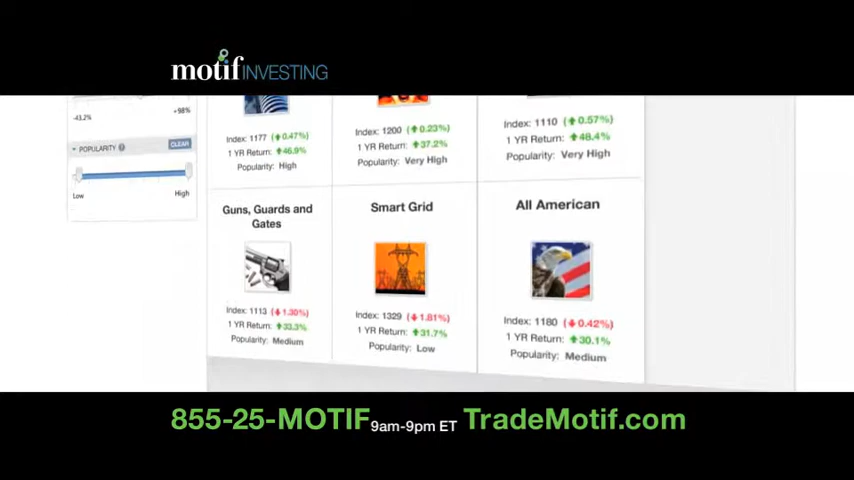 motif INVESTING
-43.2%
+98%
POPULARITY
CLEAR
Low
High
Index: 1177 (0.47%)
1 YR Return: 46.9%
Popularity: High
Index: 1200 (0.23%)
1 YR Return: 37.2%
Popularity: Very High
Index: 1110 (0.57%)
1 YR Return: 48.4%
Popularity: Very High
Guns, Guards and
Gates
Index: 1113 (1.30%)
1 YR Return: 33.3%
Popularity: Medium
Smart Grid
Index: 1329 (1.81%)
1 YR Return: 31.7%
Popularity: Low
All American
Index: 1180 (0.42%)
1 YR Return: 30.1%
Popularity: Medium
855-25-MOTIF 9am-9pm ET TradeMotif.com